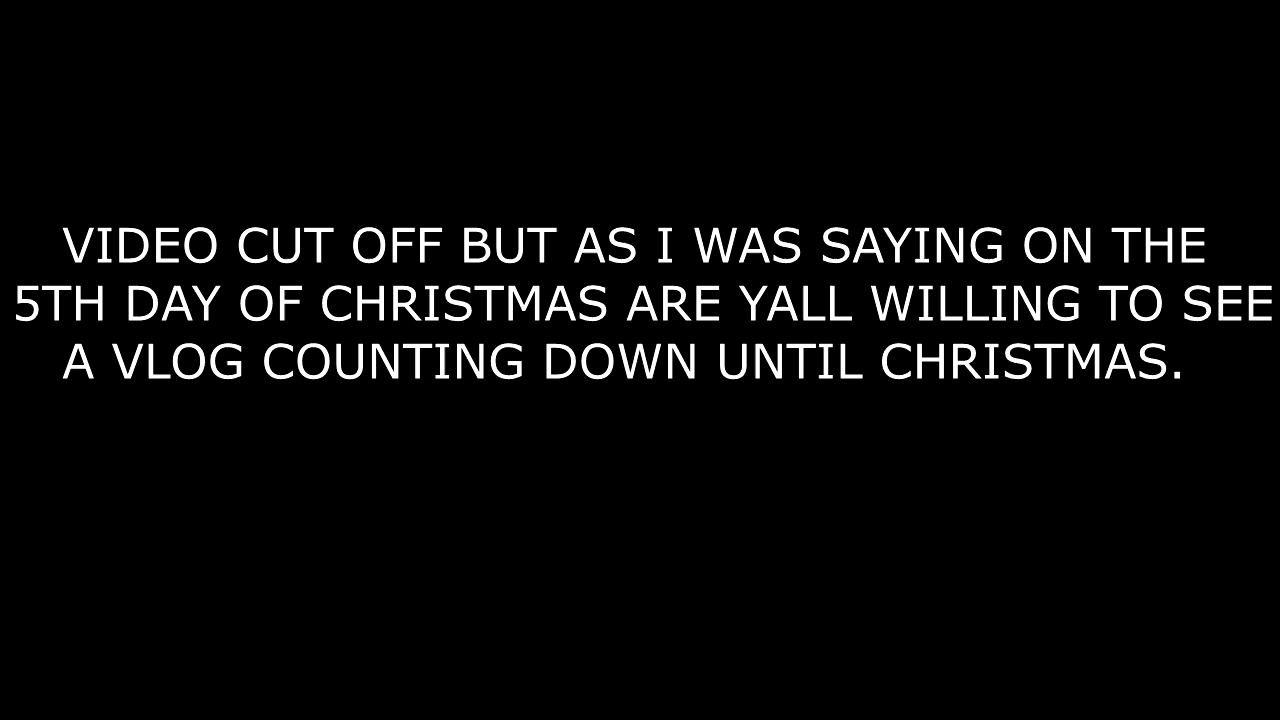 VIDEO CUT OFF BUT AS I WAS SAYING ON THE
5TH DAY OF CHRISTMAS ARE YALL WILLING TO SEE
A VLOG COUNTING DOWN UNTIL CHRISTMAS.